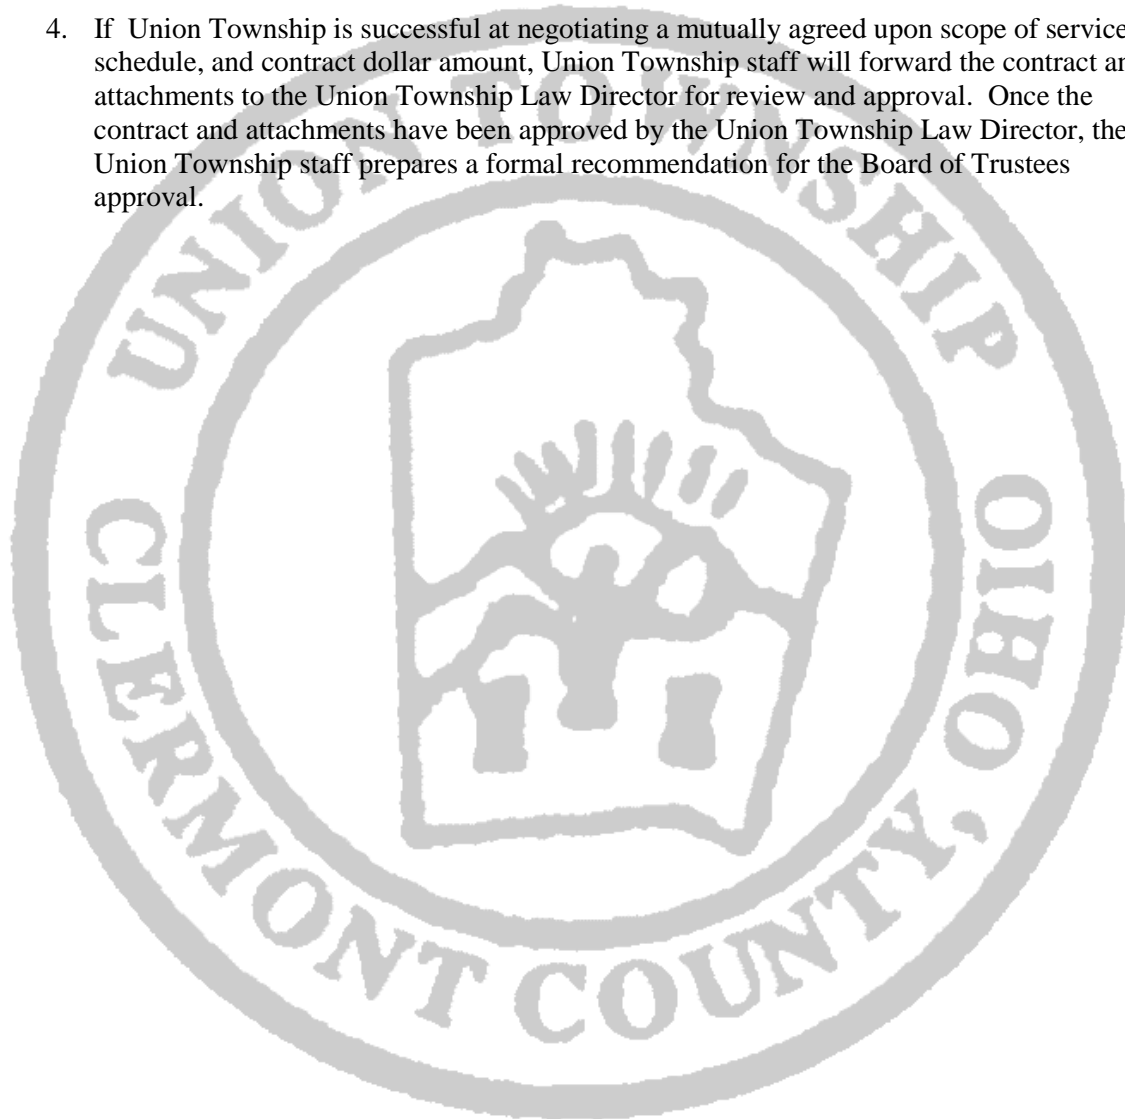 4. If Union Township is successful at negotiating a mutually agreed upon scope of service
schedule, and contract dollar amount, Union Township staff will forward the contract an
attachments to the Union Township Law Director for review and approval. Once the
contract and attachments have been approved by the Union Township Law Director, the
Union Township staff prepares a formal recommendation for the Board of Trustees
approval.
UNION TOWNSHIP
CLERMONT COUNTY, OHIO